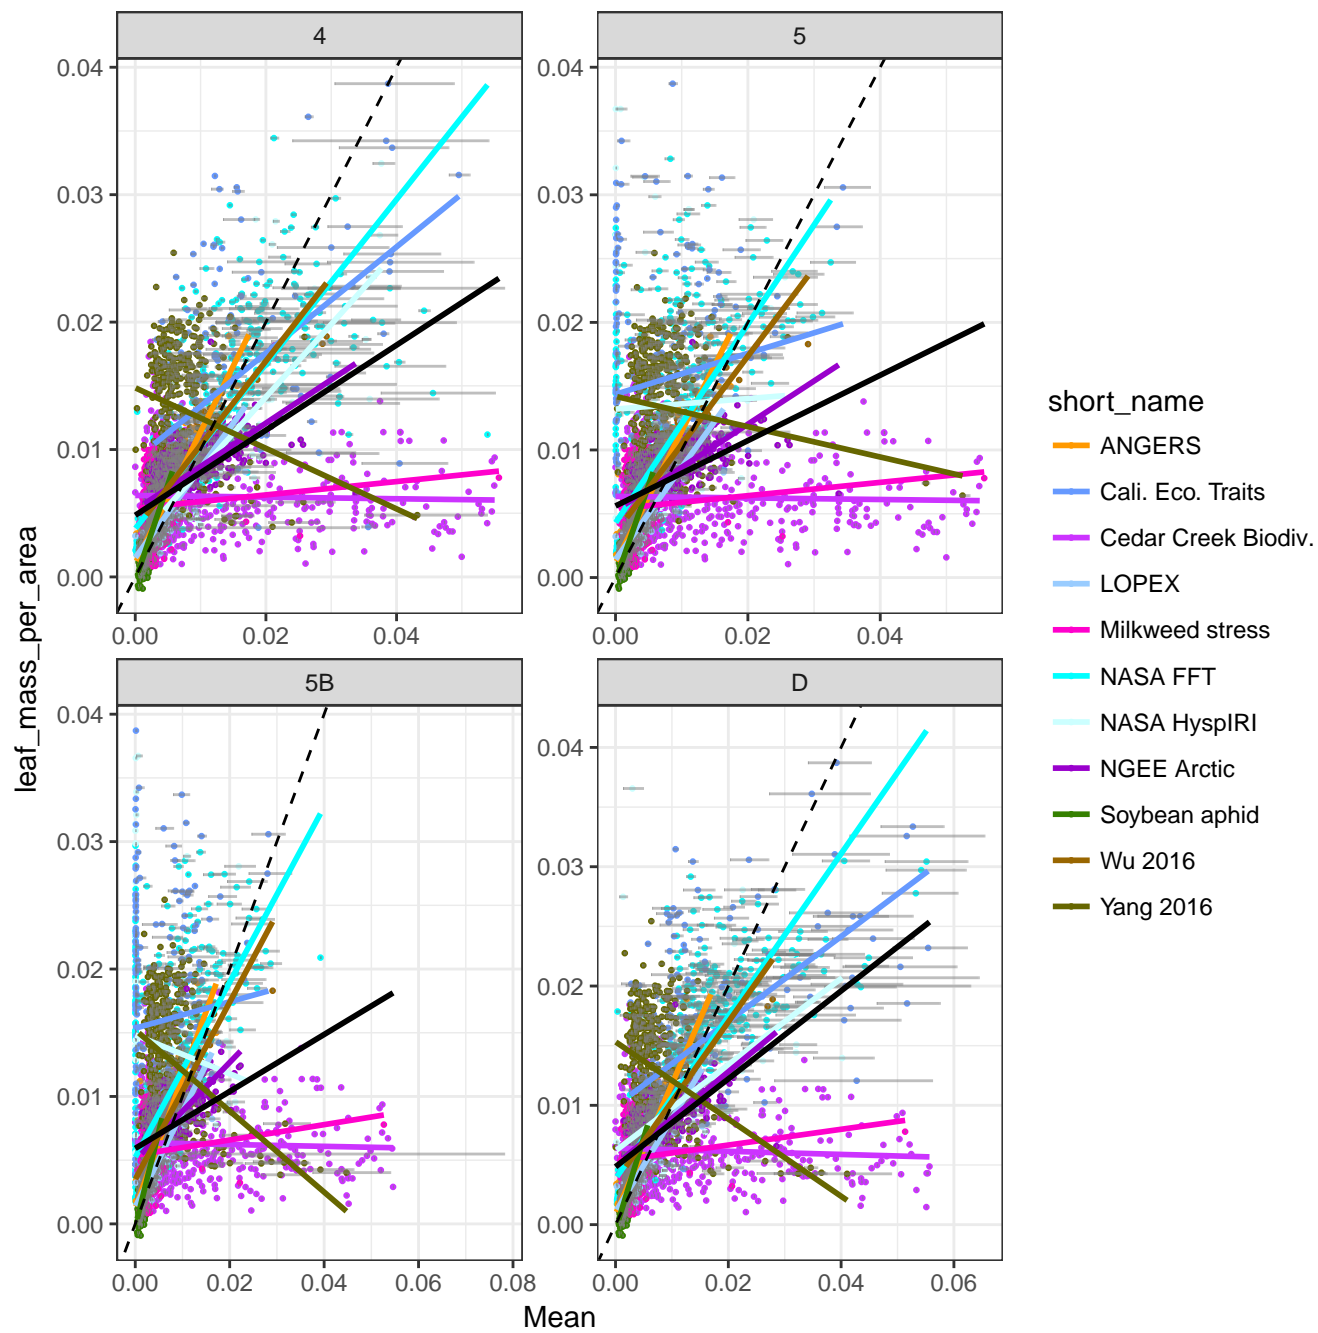 4
5
0.04
0.03
0.02
0.01
0.00
0.04
0.03
0.02
0.01
0.00
0.00
0.02
0.04
0.00
0.02
0.04
5B
D
0.04
0.03
0.02
0.01
0.00
0.04
0.03
0.02
0.01
0.00
0.00
0.02
0.04
0.06
0.08
0.00
0.02
0.04
0.06
Mean
leaf_mass_per_area
short_name
ANGERS
Cali. Eco. Traits
Cedar Creek Biodiv.
LOPEX
Milkweed stress
NASA FFT
NASA HyspIRI
NGEE Arctic
Soybean aphid
Wu 2016
Yang 2016